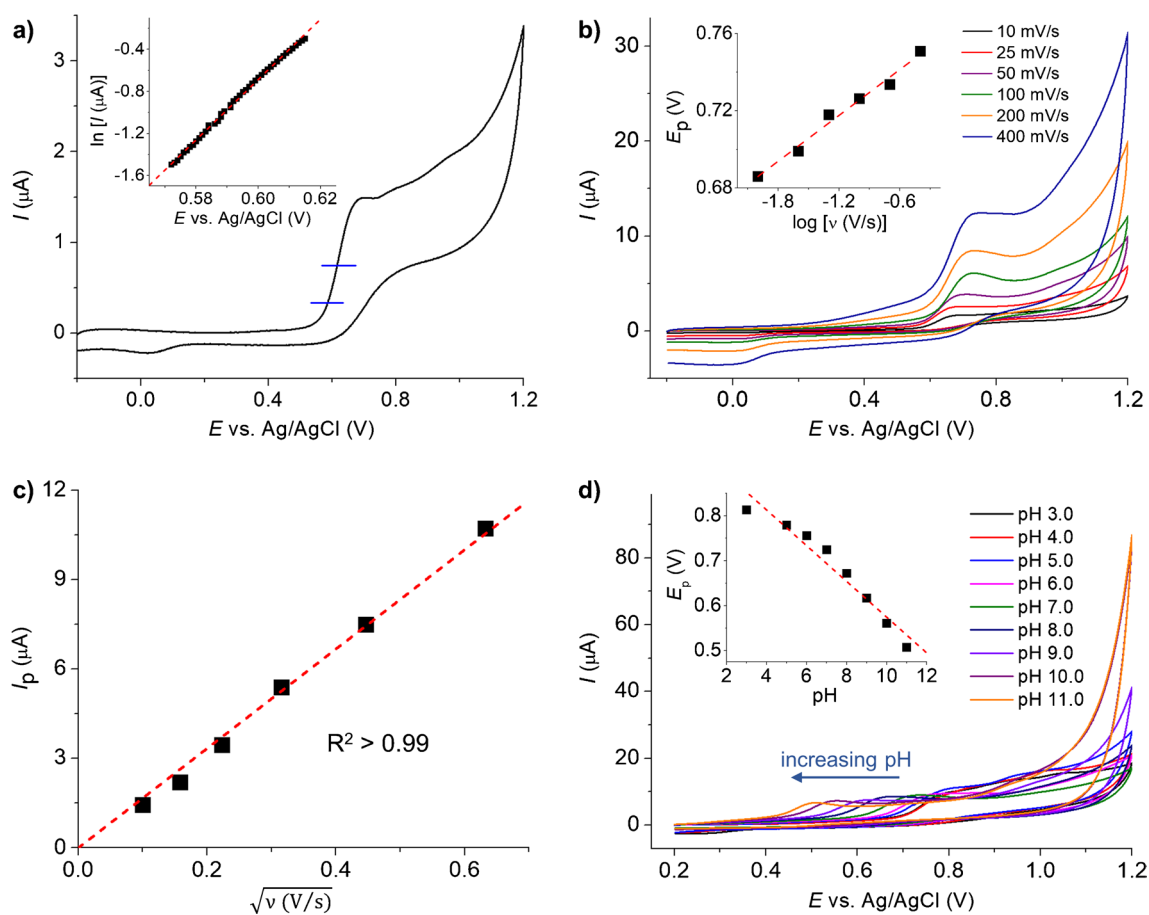 a)
I (μA)
3
2
1
0
0.0
0.4
0.8
1.2
E vs. Ag/AgCl (V)
ln [I (μA)]
-0.4
-0.8
-1.2
-1.6
0.58
0.60
0.62
E vs. Ag/AgCl (V)
b)
I (μA)
30
20
10
0
0.0
0.4
0.8
1.2
E vs. Ag/AgCl (V)
Ep (V)
0.76
0.72
0.68
-1.8
-1.2
-0.6
log [ν (V/s)]
10 mV/s
25 mV/s
50 mV/s
100 mV/s
200 mV/s
400 mV/s
c)
Ip (μA)
12
9
6
3
0
0.0
0.2
0.4
0.6
√ν (V/s)
R² > 0.99
d)
I (μA)
80
60
40
20
0
0.2
0.4
0.6
0.8
1.0
1.2
E vs. Ag/AgCl (V)
Ep (V)
0.8
0.7
0.6
0.5
2
4
6
8
10
12
pH
pH 3.0
pH 4.0
pH 5.0
pH 6.0
pH 7.0
pH 8.0
pH 9.0
pH 10.0
pH 11.0
increasing pH